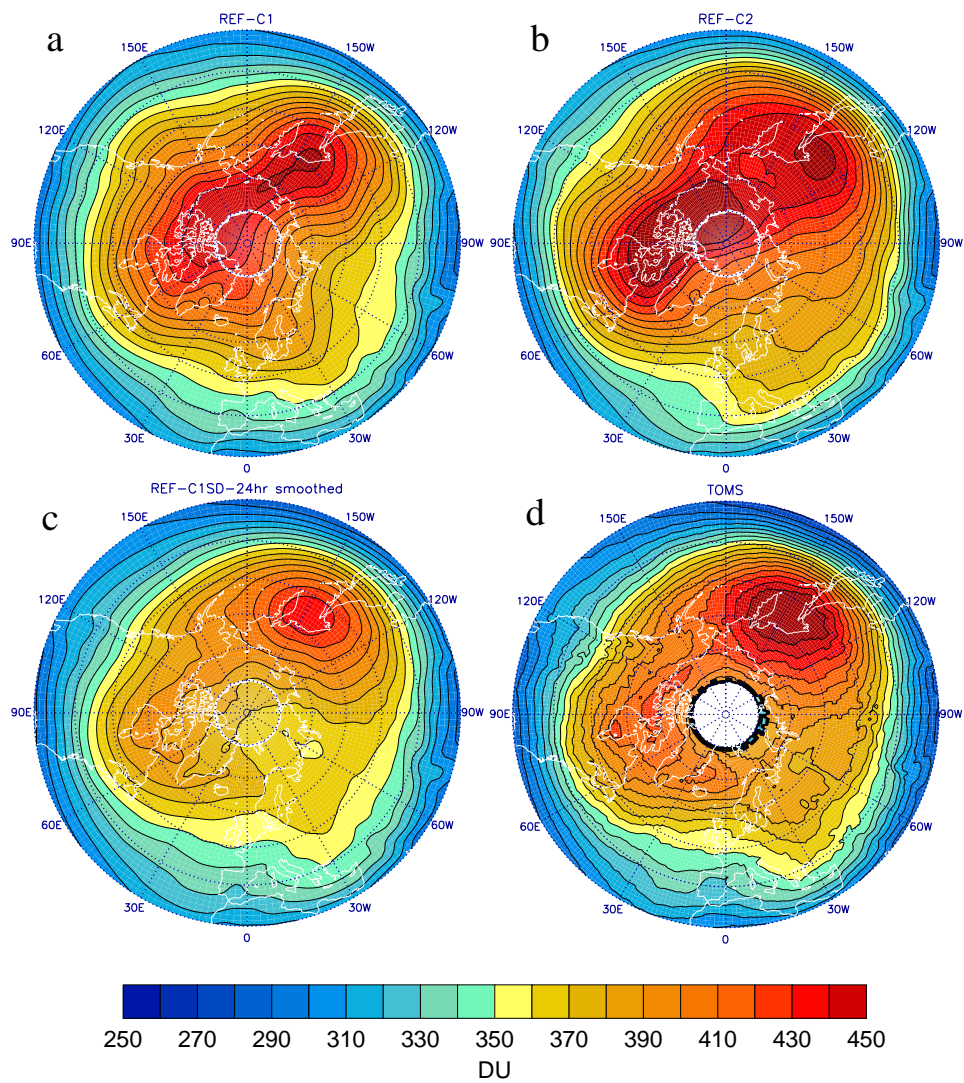 a
REF-C1
150E
150W
120E
120W
90E
90W
60E
60W
30E
30W
0
b
REF-C2
150E
150W
120E
120W
90E
90W
60E
60W
30E
30W
0
c
REF-C1SD-24hr smoothed
150E
150W
120E
120W
90E
90W
60E
60W
30E
30W
0
d
TOMS
150E
150W
120E
120W
90E
90W
60E
60W
30E
30W
0
250 270 290 310 330 350 370 390 410 430 450
DU